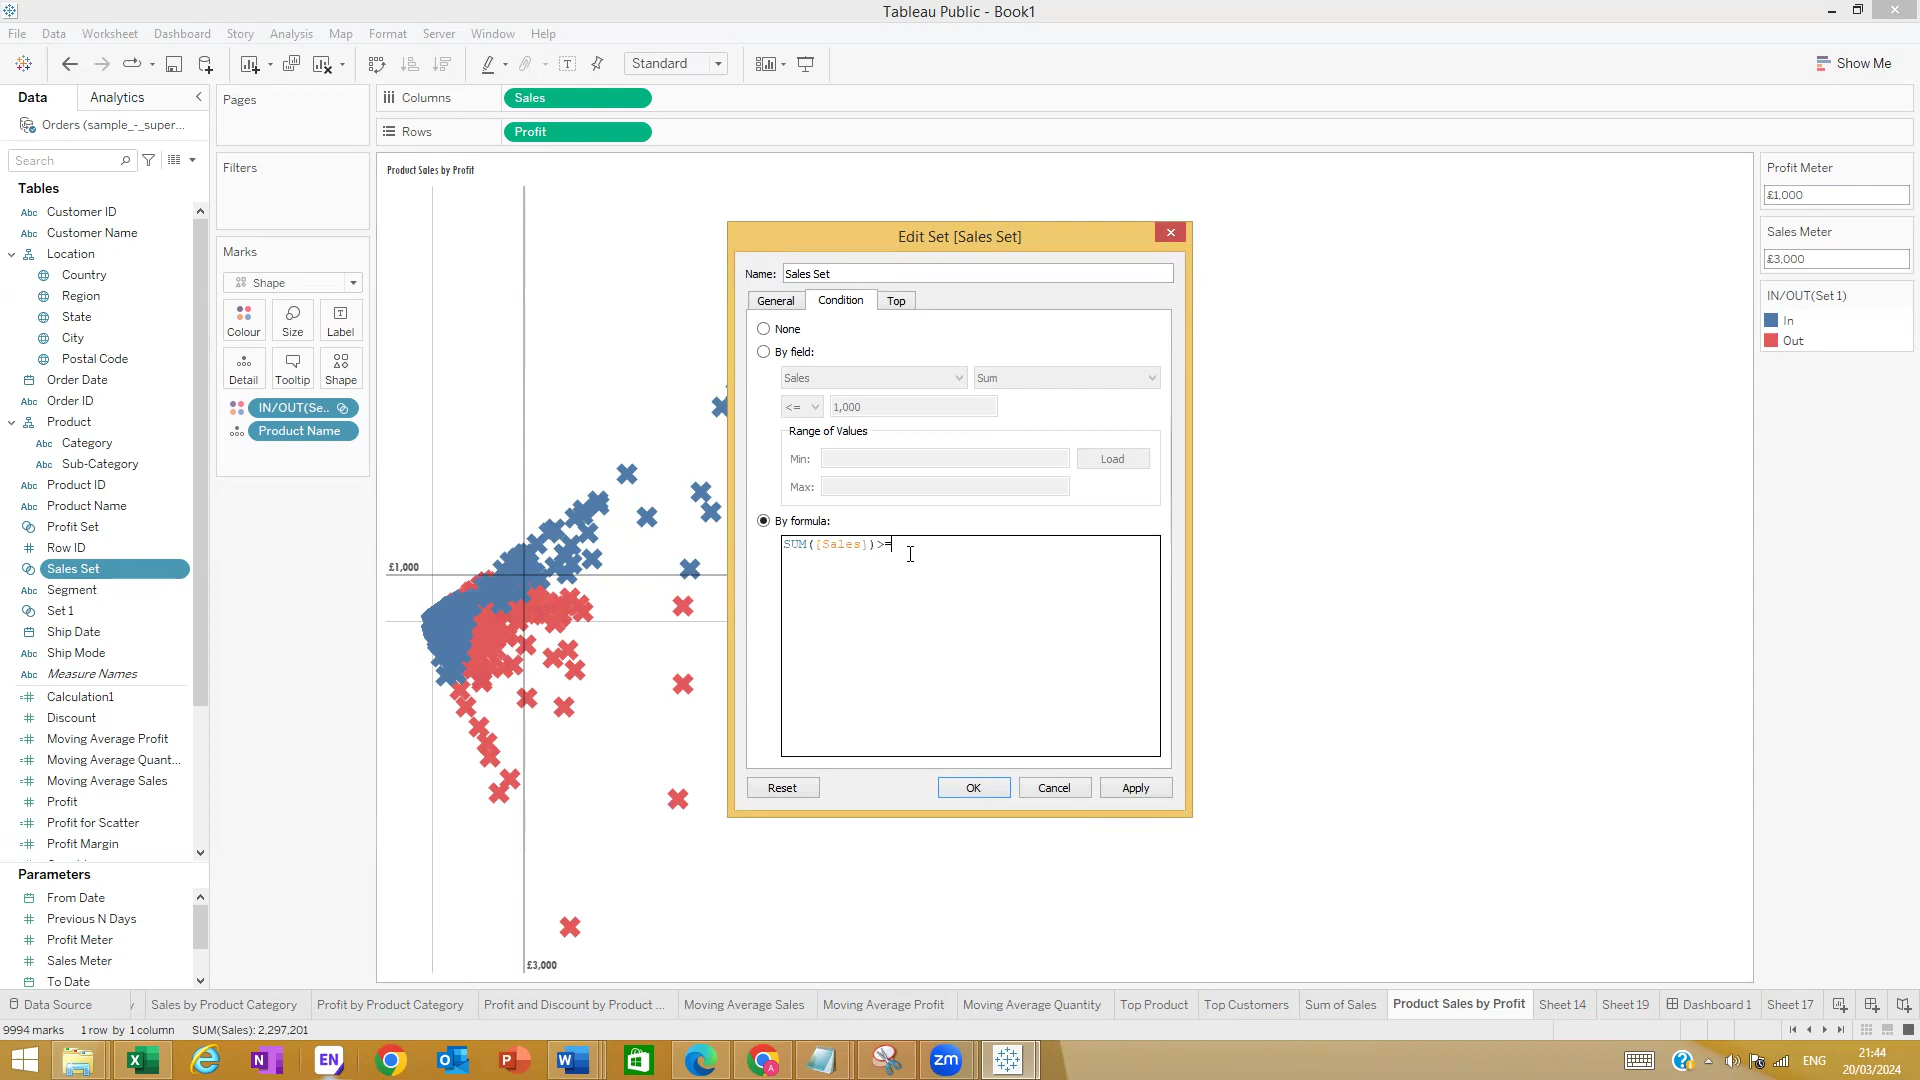 Tableau Public - Book1
File Data Worksheet Dashboard Story Analysis Map Format Server Window Help
Standard
Show Me
Data Analytics
Orders (sample_-_super...
Search
Tables
Customer ID
Customer Name
Location
Country
Region
State
City
Postal Code
Order Date
Order ID
Product
Category
Sub-Category
Product ID
Product Name
Profit Set
Row ID
Sales Set
Segment
Set 1
Ship Date
Ship Mode
Measure Names
Calculation1
Discount
Moving Average Profit
Moving Average Quant...
Moving Average Sales
Profit
Profit for Scatter
Profit Margin
Parameters
From Date
Previous N Days
Profit Meter
Sales Meter
To Date
Pages
Filters
Marks
Shape
Colour Size Label
Detail Tooltip Shape
IN/OUT(Se..
Product Name
Columns Sales
Rows Profit
Product Sales by Profit
£1,000
£3,000
Edit Set [Sales Set]
Name: Sales Set
General Condition Top
None
By field:
Sales Sum
<= 1,000
Range of Values
Min: Load
Max:
By formula:
SUM([Sales])>=
Reset OK Cancel Apply
Profit Meter
£1,000
Sales Meter
£3,000
IN/OUT(Set 1)
In
Out
Data Source y Sales by Product Category Profit by Product Category Profit and Discount by Product ... Moving Average Sales Moving Average Profit Moving Average Quantity Top Product Top Customers Sum of Sales Product Sales by Profit Sheet 14 Sheet 19 Dashboard 1 Sheet 17
9994 marks 1 row by 1 column SUM(Sales): 2,297,201
EN zm ENG
21:44
20/03/2024